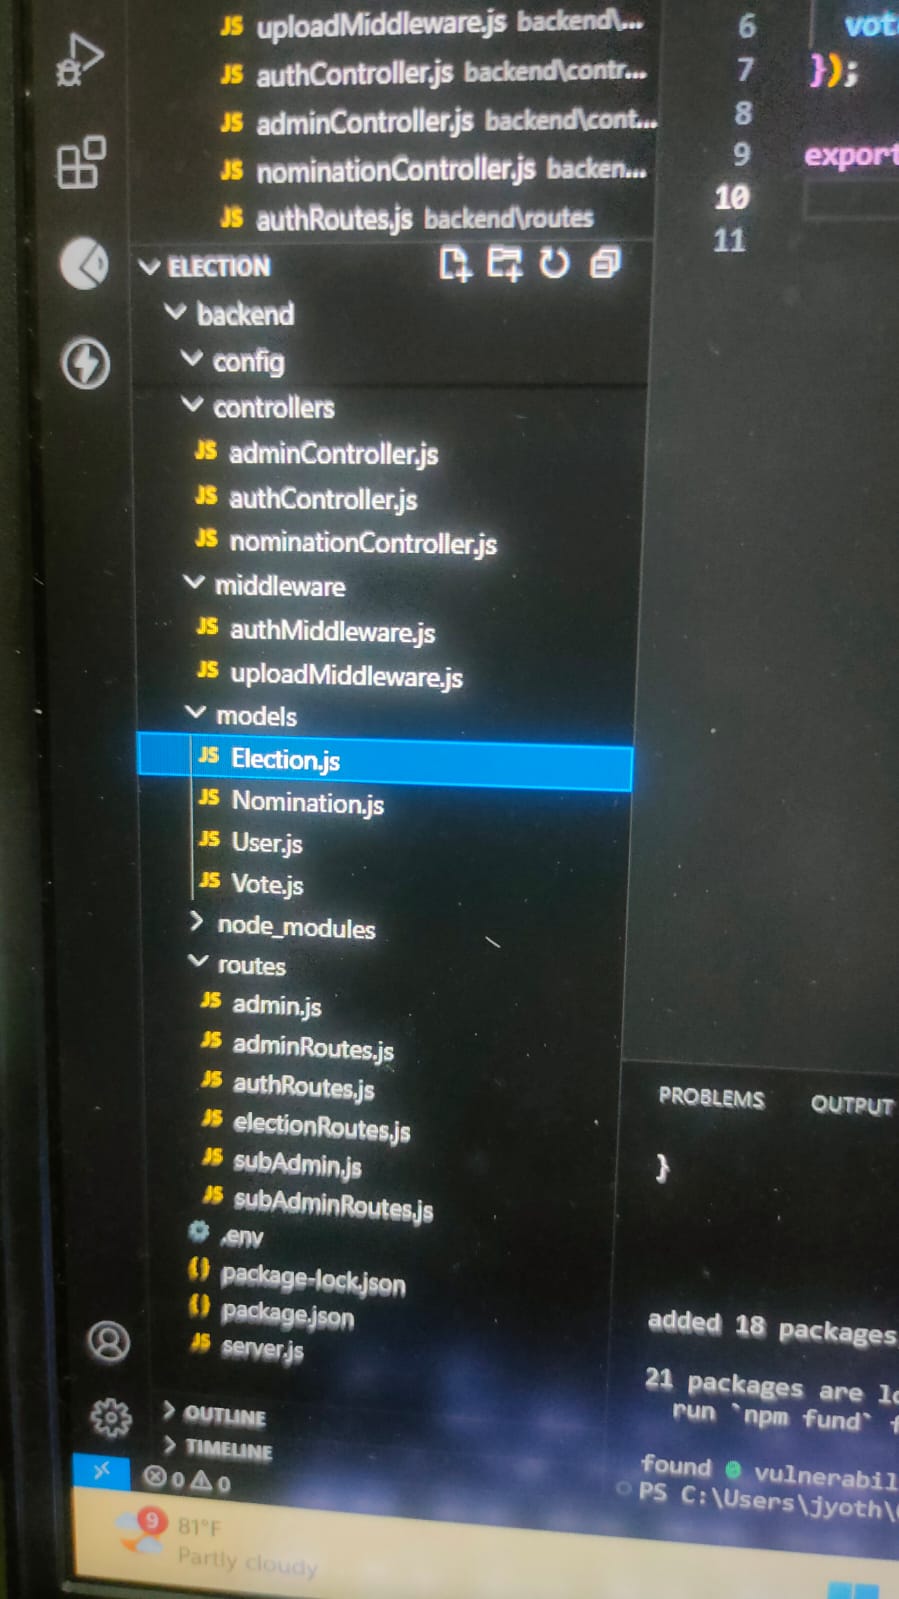 JS uploadMiddleware.js backend\...
JS authController.js backend\contr...
JS adminController.js backend\cont...
JS nominationController.js backen...
JS authRoutes.js backend\routes
ELECTION
backend
config
controllers
JS adminController.js
JS authController.js
JS nominationController.js
middleware
JS authMiddleware.js
JS uploadMiddleware.js
models
JS Election.js
JS Nomination.js
JS User.js
JS Vote.js
node_modules
routes
JS admin.js
JS adminRoutes.js
JS authRoutes.js
JS electionRoutes.js
JS subAdmin.js
JS subAdminRoutes.js
.env
{} package-lock.json
{} package.json
JS server.js
OUTLINE
TIMELINE
0 0
9 81°F
Partly cloudy
6 vot
7 });
8
9 export
10
11
PROBLEMS OUTPUT
}
added 18 packages
21 packages are lo
run `npm fund` f
found 0 vulnerabil
PS C:\Users\jyoth\